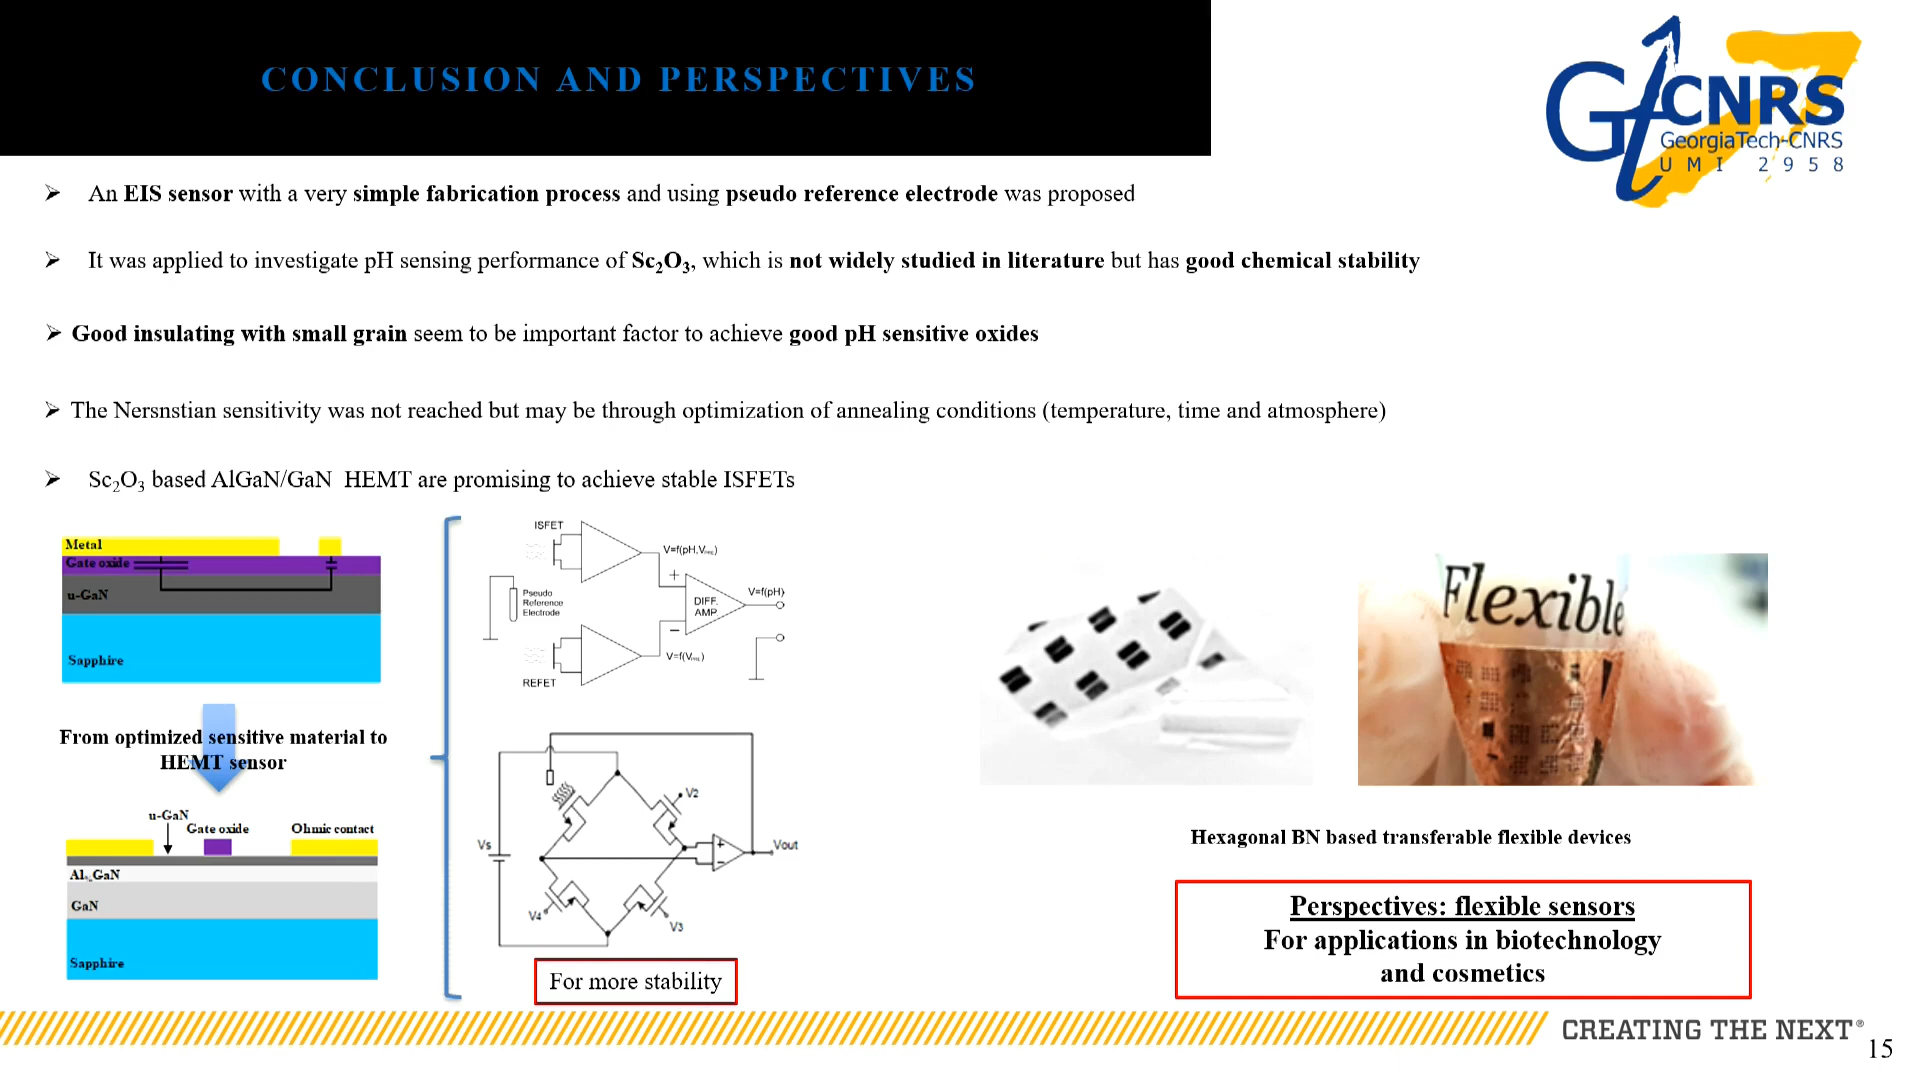 CONCLUSION AND PERSPECTIVES
Gt CNRS
GeorgiaTech-CNRS
UMI 2958
➢ An EIS sensor with a very simple fabrication process and using pseudo reference electrode was proposed
➢ It was applied to investigate pH sensing performance of Sc₂O₃, which is not widely studied in literature but has good chemical stability
➢ Good insulating with small grain seem to be important factor to achieve good pH sensitive oxides
➢ The Nersnstian sensitivity was not reached but may be through optimization of annealing conditions (temperature, time and atmosphere)
➢ Sc₂O₃ based AlGaN/GaN HEMT are promising to achieve stable ISFETs
Metal
Gate oxide
u-GaN
Sapphire
From optimized sensitive material to
HEMT sensor
u-GaN
Gate oxide
Ohmic contact
GaN
Sapphire
ISFET
Pseudo
Reference
Electrode
REFET
+
DIFF.
AMP
−
V=f(pH)
Vs
V2
V3
V4
+
−
Vout
For more stability
Flexible
Hexagonal BN based transferable flexible devices
Perspectives: flexible sensors
For applications in biotechnology
and cosmetics
CREATING THE NEXT®
15